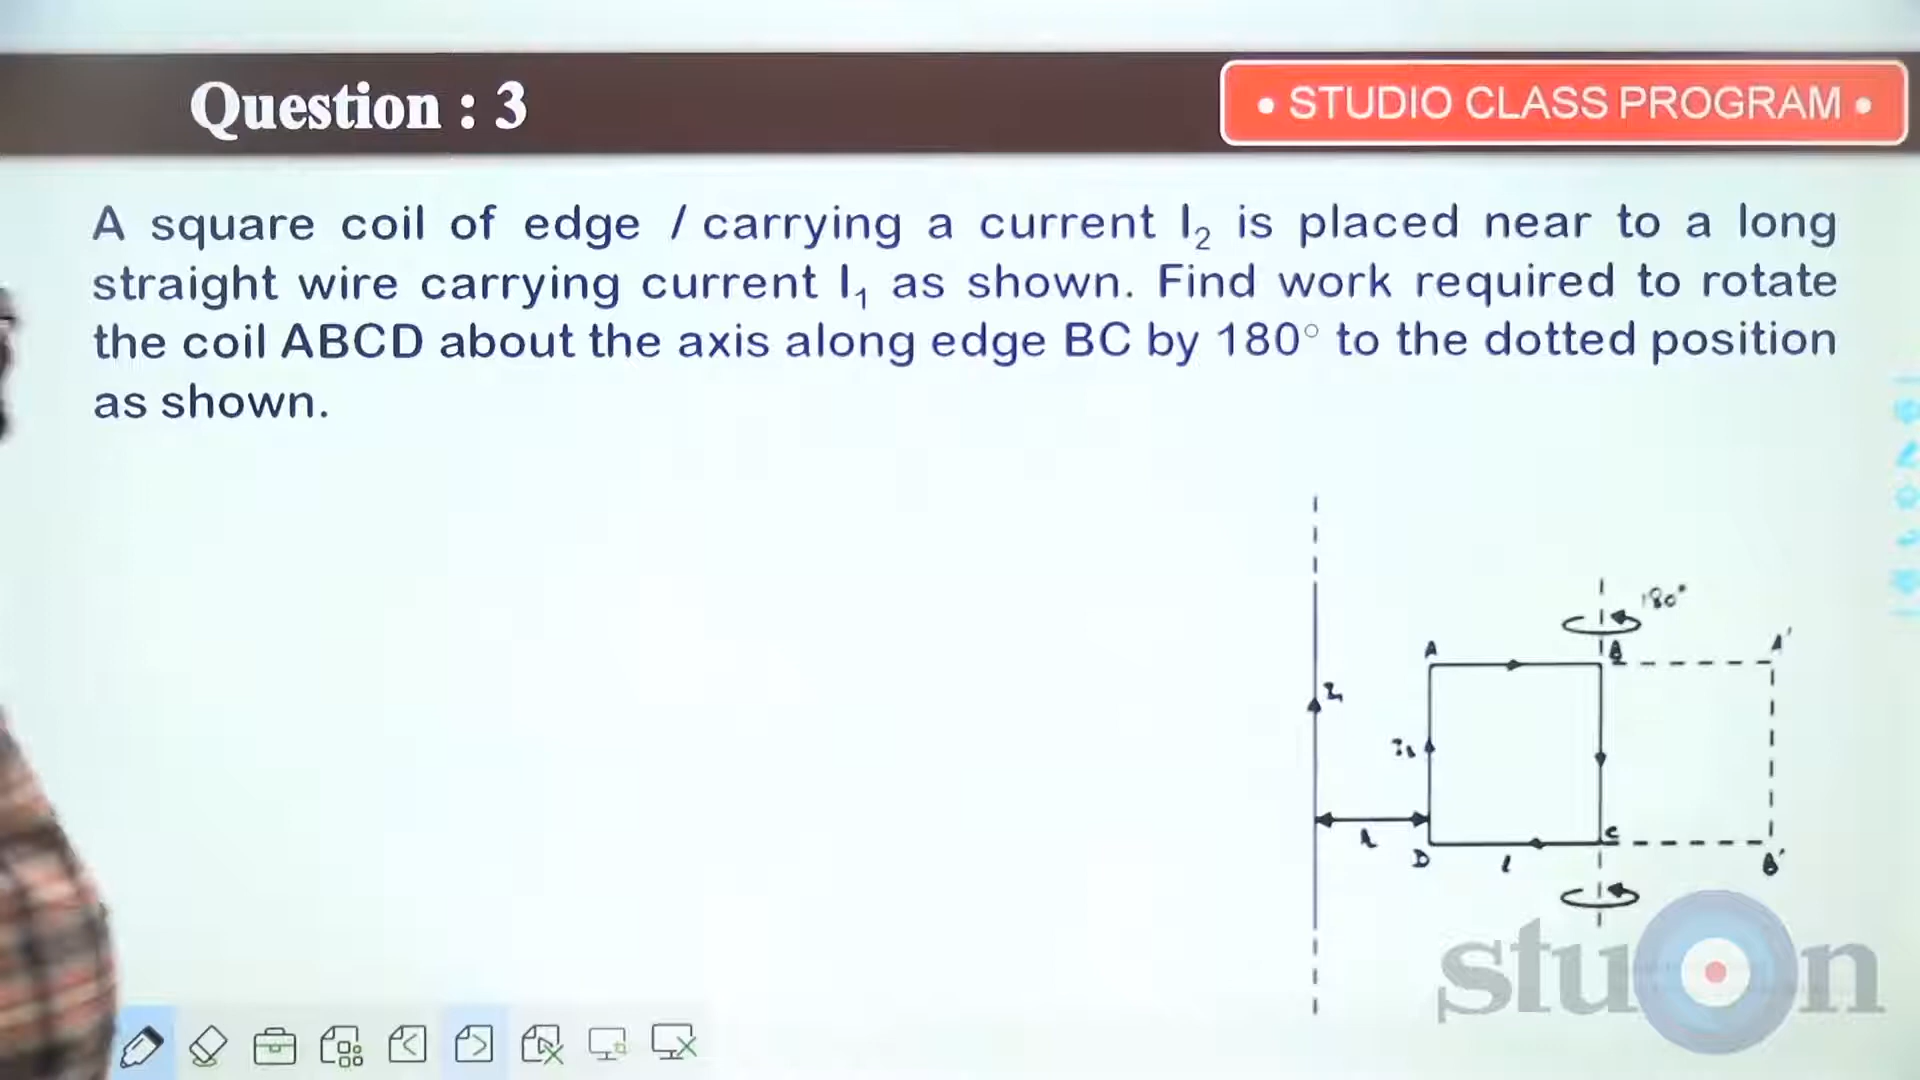 Question : 3
• STUDIO CLASS PROGRAM •
A square coil of edge l carrying a current I₂ is placed near to a long
straight wire carrying current I₁ as shown. Find work required to rotate
the coil ABCD about the axis along edge BC by 180° to the dotted position
as shown.
180°
A
B
A'
C
D
l
B'
stuon